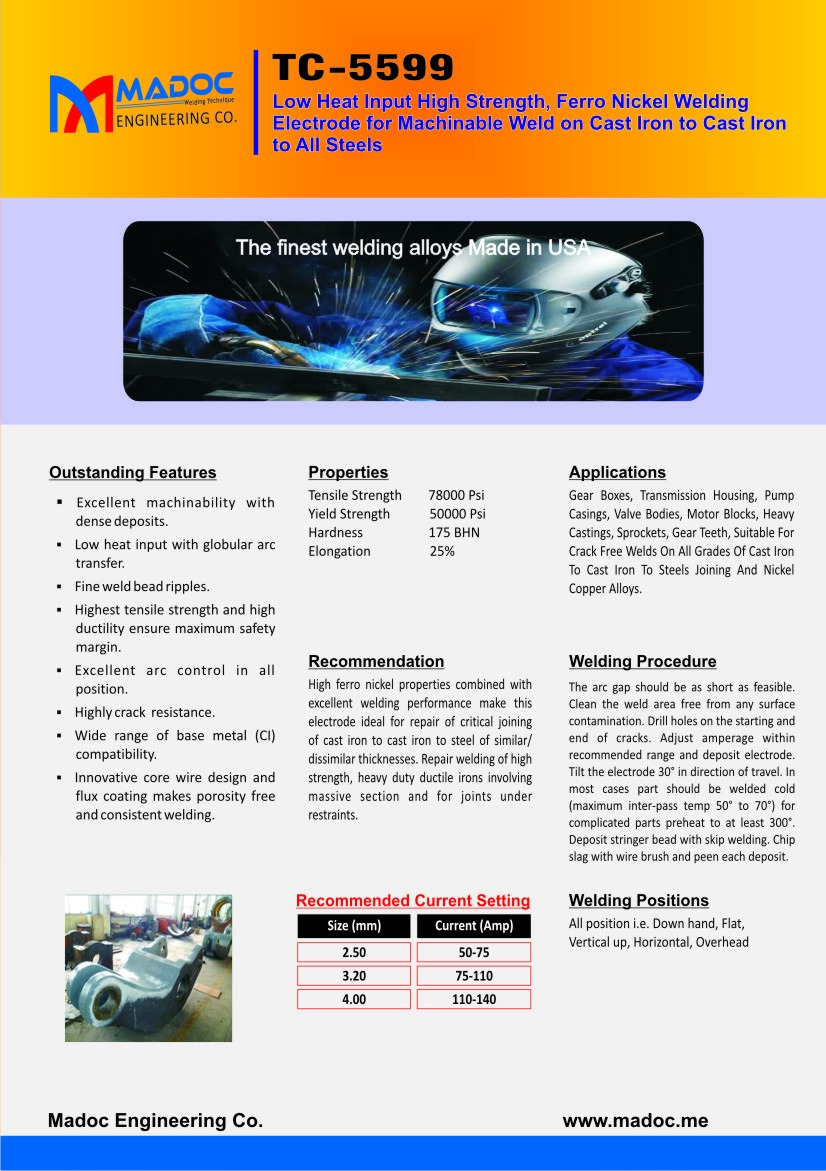 MADOC
Welding Technique
ENGINEERING CO.
TC-5599
Low Heat Input High Strength, Ferro Nickel Welding
Electrode for Machinable Weld on Cast Iron to Cast Iron
to All Steels
The finest welding alloys Made in USA
optrel
Outstanding Features
▪ Excellent machinability with
dense deposits.
▪ Low heat input with globular arc
transfer.
▪ Fine weld bead ripples.
▪ Highest tensile strength and high
ductility ensure maximum safety
margin.
▪ Excellent arc control in all
position.
▪ Highly crack resistance.
▪ Wide range of base metal (CI)
compatibility.
▪ Innovative core wire design and
flux coating makes porosity free
and consistent welding.
Properties
Tensile Strength 78000 Psi
Yield Strength 50000 Psi
Hardness 175 BHN
Elongation 25%
Recommendation
High ferro nickel properties combined with
excellent welding performance make this
electrode ideal for repair of critical joining
of cast iron to cast iron to steel of similar/
dissimilar thicknesses. Repair welding of high
strength, heavy duty ductile irons involving
massive section and for joints under
restraints.
Applications
Gear Boxes, Transmission Housing, Pump
Casings, Valve Bodies, Motor Blocks, Heavy
Castings, Sprockets, Gear Teeth, Suitable For
Crack Free Welds On All Grades Of Cast Iron
To Cast Iron To Steels Joining And Nickel
Copper Alloys.
Welding Procedure
The arc gap should be as short as feasible.
Clean the weld area free from any surface
contamination. Drill holes on the starting and
end of cracks. Adjust amperage within
recommended range and deposit electrode.
Tilt the electrode 30° in direction of travel. In
most cases part should be welded cold
(maximum inter-pass temp 50° to 70°) for
complicated parts preheat to at least 300°.
Deposit stringer bead with skip welding. Chip
slag with wire brush and peen each deposit.
Recommended Current Setting
Size (mm) Current (Amp)
2.50 50-75
3.20 75-110
4.00 110-140
Welding Positions
All position i.e. Down hand, Flat,
Vertical up, Horizontal, Overhead
Madoc Engineering Co.
www.madoc.me